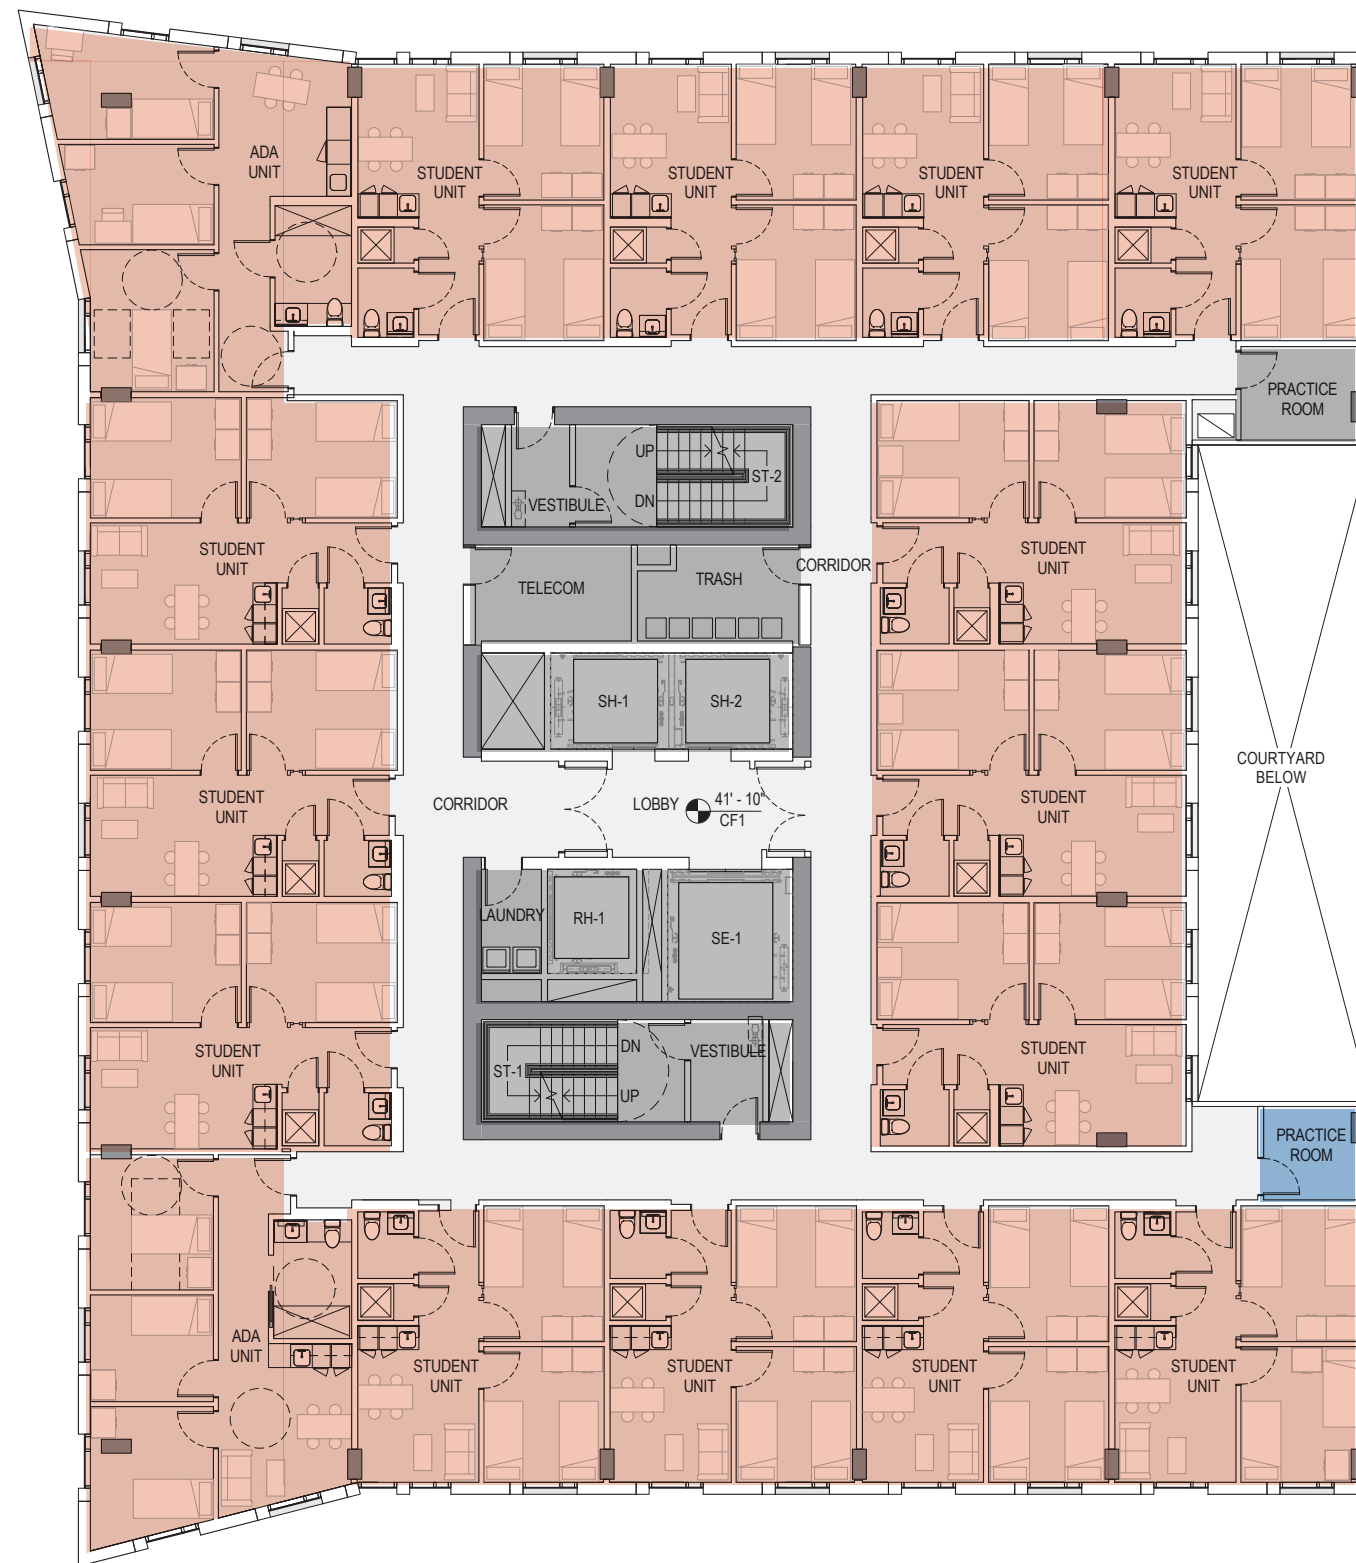 ADA
UNIT
STUDENT
UNIT
STUDENT
UNIT
STUDENT
UNIT
STUDENT
UNIT
PRACTICE
ROOM
UP
ST-2
DN
VESTIBULE
STUDENT
UNIT
TELECOM
TRASH
CORRIDOR
STUDENT
UNIT
SH-1
SH-2
COURTYARD
BELOW
STUDENT
UNIT
CORRIDOR
LOBBY
41' - 10"
CF1
STUDENT
UNIT
LAUNDRY
RH-1
SE-1
STUDENT
UNIT
ST-1
DN
UP
VESTIBULE
STUDENT
UNIT
PRACTICE
ROOM
ADA
UNIT
STUDENT
UNIT
STUDENT
UNIT
STUDENT
UNIT
STUDENT
UNIT